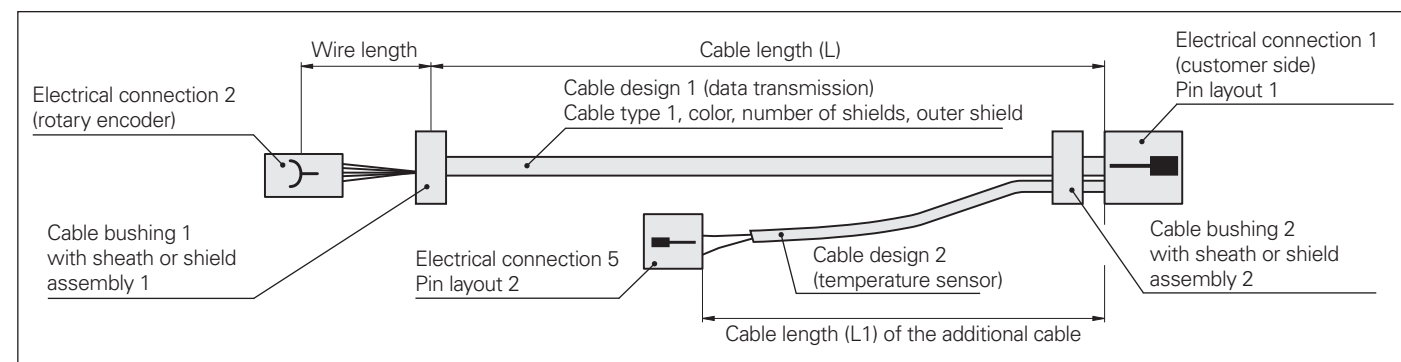 Wire length
Cable length (L)
Electrical connection 1
(customer side)
Pin layout 1
Electrical connection 2
(rotary encoder)
Cable design 1 (data transmission)
Cable type 1, color, number of shields, outer shield
Cable bushing 1
with sheath or shield
assembly 1
Electrical connection 5
Pin layout 2
Cable design 2
(temperature sensor)
Cable bushing 2
with sheath or shield
assembly 2
Cable length (L1) of the additional cable